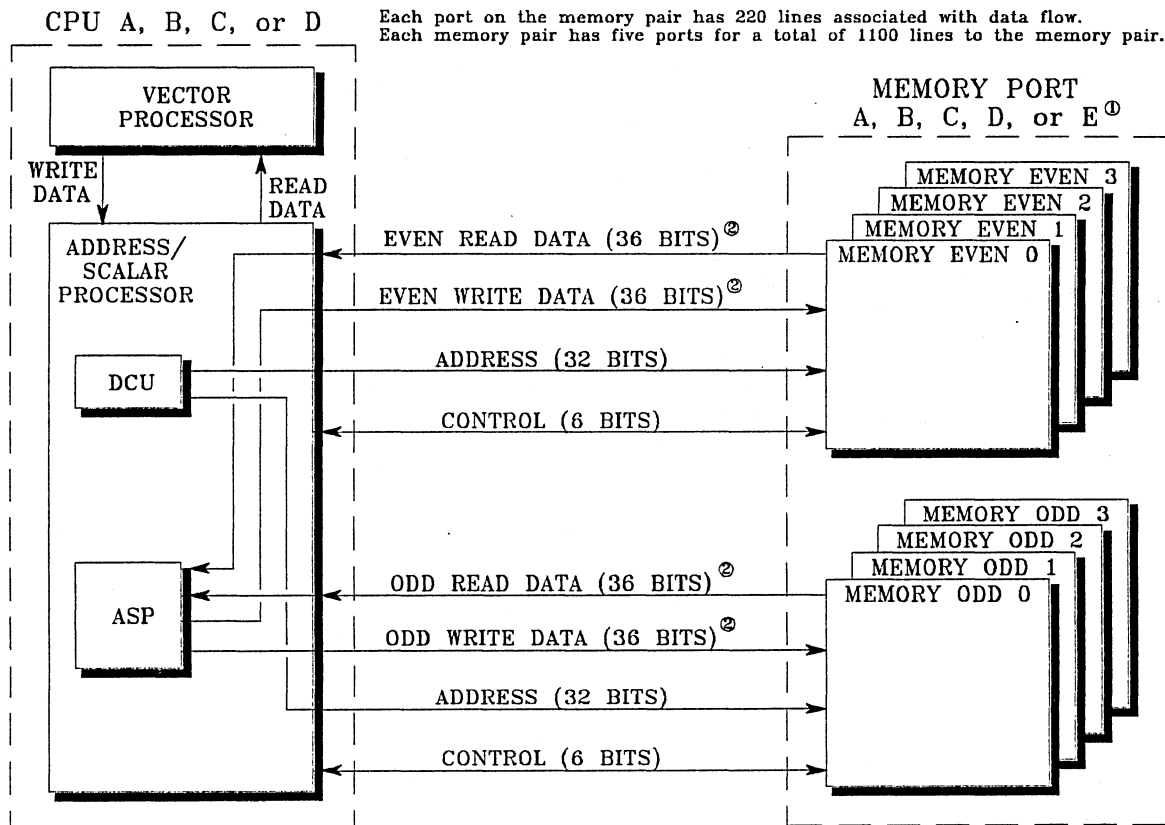 CPU A, B, C, or D
Each port on the memory pair has 220 lines associated with data flow.
Each memory pair has five ports for a total of 1100 lines to the memory pair.
VECTOR
PROCESSOR
MEMORY PORT
A, B, C, D, or E①
WRITE
DATA
READ
DATA
MEMORY EVEN 3
MEMORY EVEN 2
MEMORY EVEN 1
MEMORY EVEN 0
ADDRESS/
SCALAR
PROCESSOR
EVEN READ DATA (36 BITS)②
EVEN WRITE DATA (36 BITS)②
DCU
ADDRESS (32 BITS)
CONTROL (6 BITS)
MEMORY ODD 3
MEMORY ODD 2
MEMORY ODD 1
MEMORY ODD 0
ASP
ODD READ DATA (36 BITS)②
ODD WRITE DATA (36 BITS)②
ADDRESS (32 BITS)
CONTROL (6 BITS)